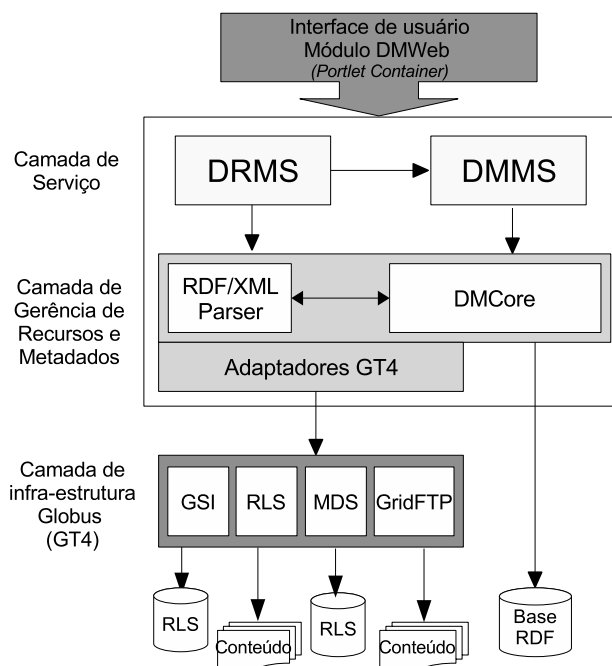 Interface de usuário
Módulo DMWeb
(Portlet Container)
Camada de
Serviço
DRMS
DMMS
Camada de
Gerência de
Recursos e
Metadados
RDF/XML
Parser
DMCore
Adaptadores GT4
Camada de
infra-estrutura
Globus
(GT4)
GSI
RLS
MDS
GridFTP
RLS
Conteúdo
RLS
Conteúdo
Base
RDF